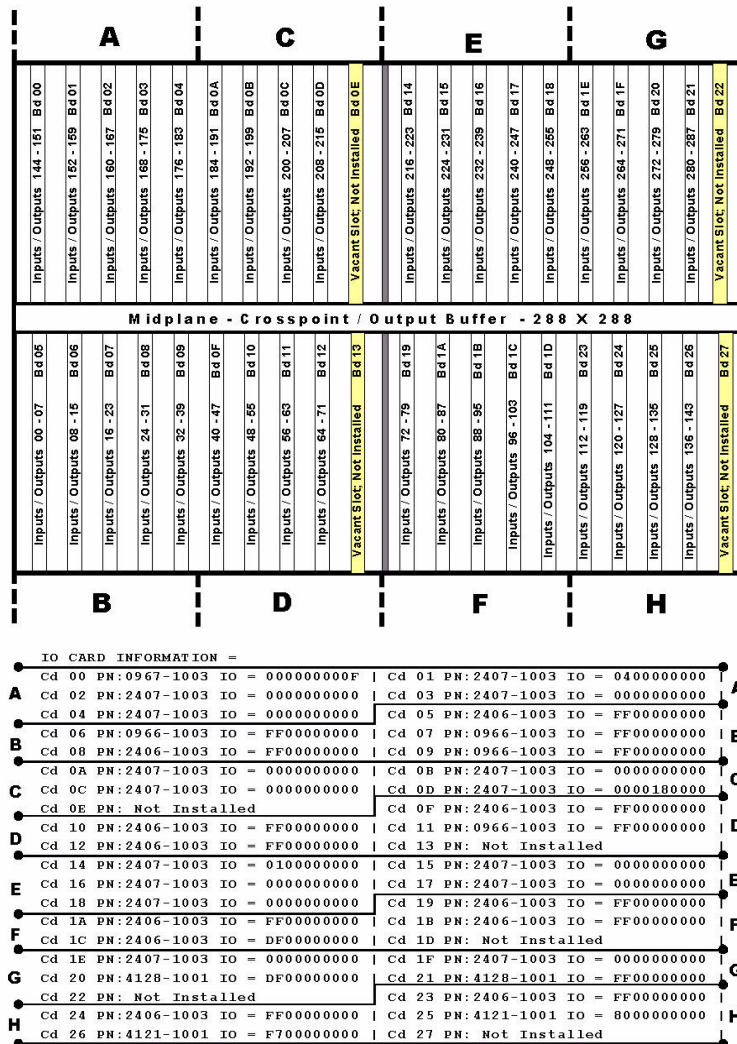 A C E G
Inputs / Outputs 144 - 151 Bd 00
Inputs / Outputs 152 - 159 Bd 01
Inputs / Outputs 160 - 167 Bd 02
Inputs / Outputs 168 - 175 Bd 03
Inputs / Outputs 176 - 183 Bd 04
Inputs / Outputs 184 - 191 Bd 0A
Inputs / Outputs 192 - 199 Bd 0B
Inputs / Outputs 200 - 207 Bd 0C
Inputs / Outputs 208 - 215 Bd 0D
Vacant Slot; Not Installed Bd 0E
Inputs / Outputs 216 - 223 Bd 14
Inputs / Outputs 224 - 231 Bd 15
Inputs / Outputs 232 - 239 Bd 16
Inputs / Outputs 240 - 247 Bd 17
Inputs / Outputs 248 - 255 Bd 18
Inputs / Outputs 256 - 263 Bd 1E
Inputs / Outputs 264 - 271 Bd 1F
Inputs / Outputs 272 - 279 Bd 20
Inputs / Outputs 280 - 287 Bd 21
Vacant Slot; Not Installed Bd 22
Midplane - Crosspoint / Output Buffer - 288 X 288
Inputs / Outputs 00 - 07 Bd 05
Inputs / Outputs 08 - 15 Bd 06
Inputs / Outputs 16 - 23 Bd 07
Inputs / Outputs 24 - 31 Bd 08
Inputs / Outputs 32 - 39 Bd 09
Inputs / Outputs 40 - 47 Bd 0F
Inputs / Outputs 48 - 55 Bd 10
Inputs / Outputs 56 - 63 Bd 11
Inputs / Outputs 64 - 71 Bd 12
Vacant Slot; Not Installed Bd 13
Inputs / Outputs 72 - 79 Bd 19
Inputs / Outputs 80 - 87 Bd 1A
Inputs / Outputs 88 - 95 Bd 1B
Inputs / Outputs 96 - 103 Bd 1C
Inputs / Outputs 104 - 111 Bd 1D
Inputs / Outputs 112 - 119 Bd 23
Inputs / Outputs 120 - 127 Bd 24
Inputs / Outputs 128 - 135 Bd 25
Inputs / Outputs 136 - 143 Bd 26
Vacant Slot; Not Installed Bd 27
B D F H
IO CARD INFORMATION =
Cd 00 PN:0967-1003 IO = 000000000F | Cd 01 PN:2407-1003 IO = 0400000000 |
A Cd 02 PN:2407-1003 IO = 0000000000 | Cd 03 PN:2407-1003 IO = 0000000000 | A
Cd 04 PN:2407-1003 IO = 0000000000 | Cd 05 PN:2406-1003 IO = FF00000000 |
B Cd 06 PN:0966-1003 IO = FF00000000 | Cd 07 PN:0966-1003 IO = FF00000000 | B
Cd 08 PN:2406-1003 IO = FF00000000 | Cd 09 PN:0966-1003 IO = FF00000000 |
Cd 0A PN:2407-1003 IO = 0000000000 | Cd 0B PN:2407-1003 IO = 0000000000 |
C Cd 0C PN:2407-1003 IO = 0000000000 | Cd 0D PN:2407-1003 IO = 0000180000 | C
Cd 0E PN: Not Installed | Cd 0F PN:2406-1003 IO = FF00000000 |
D Cd 10 PN:2406-1003 IO = FF00000000 | Cd 11 PN:0966-1003 IO = FF00000000 | D
Cd 12 PN:2406-1003 IO = FF00000000 | Cd 13 PN: Not Installed |
Cd 14 PN:2407-1003 IO = 0100000000 | Cd 15 PN:2407-1003 IO = 0000000000 |
E Cd 16 PN:2407-1003 IO = 0000000000 | Cd 17 PN:2407-1003 IO = 0000000000 | E
Cd 18 PN:2407-1003 IO = 0000000000 | Cd 19 PN:2406-1003 IO = FF00000000 |
F Cd 1A PN:2406-1003 IO = FF00000000 | Cd 1B PN:2406-1003 IO = FF00000000 | F
Cd 1C PN:2406-1003 IO = DF00000000 | Cd 1D PN: Not Installed |
Cd 1E PN:2407-1003 IO = 0000000000 | Cd 1F PN:2407-1003 IO = 0000000000 |
G Cd 20 PN:4128-1001 IO = DF00000000 | Cd 21 PN:4128-1001 IO = FF00000000 | G
Cd 22 PN: Not Installed | Cd 23 PN:2406-1003 IO = FF00000000 |
H Cd 24 PN:2406-1003 IO = FF00000000 | Cd 25 PN:4121-1001 IO = 8000000000 | H
Cd 26 PN:4121-1001 IO = F700000000 | Cd 27 PN: Not Installed |